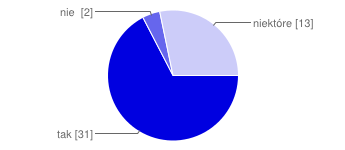 nie [2]
niektóre [13]
tak [31]